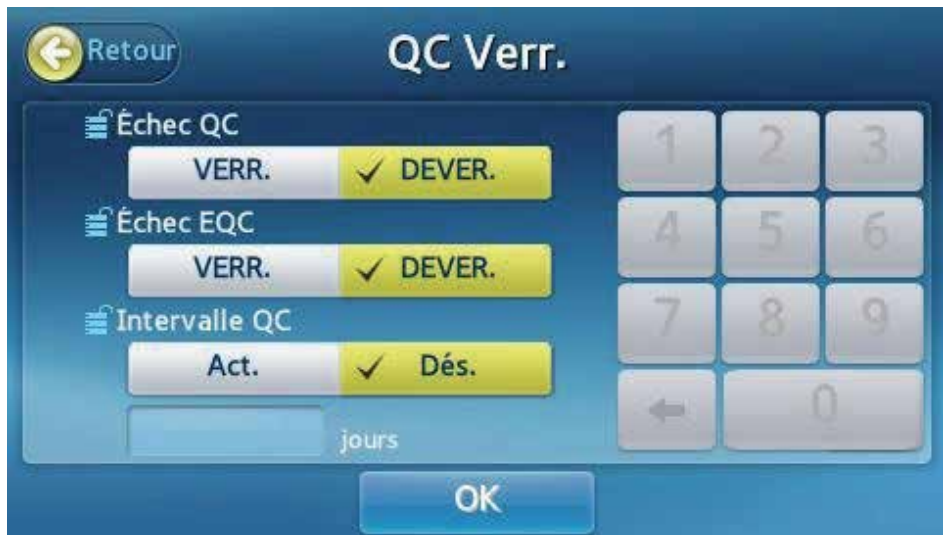 Retour
QC Verr.
Échec QC
VERR. ✓ DEVER.
Échec EQC
VERR. ✓ DEVER.
Intervalle QC
Act. ✓ Dés.
jours
1 2 3
4 5 6
7 8 9
← 0
OK